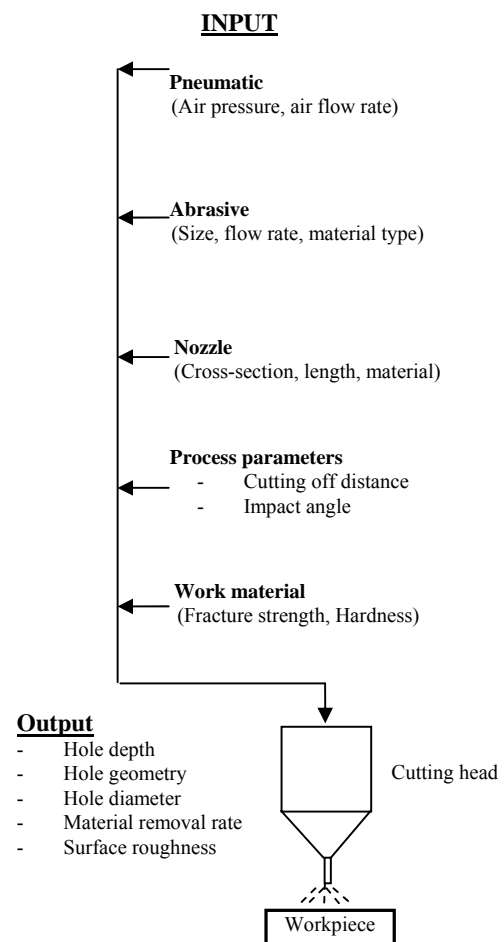 INPUT
Pneumatic
(Air pressure, air flow rate)
Abrasive
(Size, flow rate, material type)
Nozzle
(Cross-section, length, material)
Process parameters
- Cutting off distance
- Impact angle
Work material
(Fracture strength, Hardness)
Output
- Hole depth
- Hole geometry
- Hole diameter
- Material removal rate
- Surface roughness
Cutting head
Workpiece